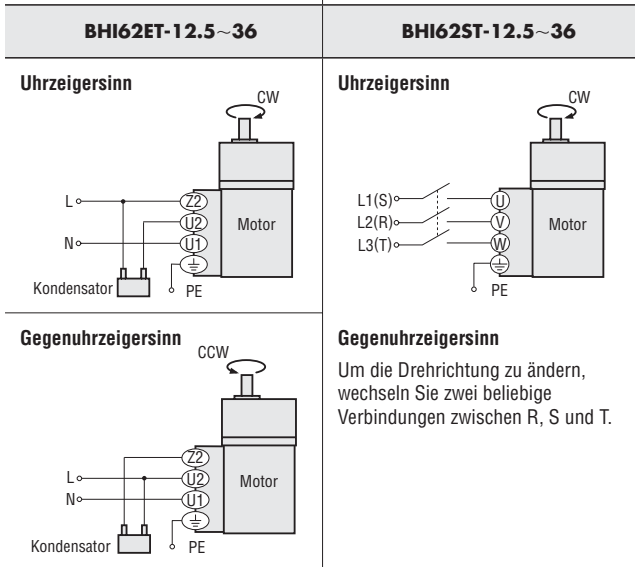 BHI62ET-12.5~36
BHI62ST-12.5~36
Uhrzeigersinn
CW
L
N
Z2
U2
U1
Motor
Kondensator
PE
Uhrzeigersinn
CW
L1(S)
L2(R)
L3(T)
U
V
W
Motor
PE
Gegenuhrzeigersinn
CCW
L
N
Z2
U2
U1
Motor
Kondensator
PE
Gegenuhrzeigersinn
Um die Drehrichtung zu ändern,
wechseln Sie zwei beliebige
Verbindungen zwischen R, S und T.